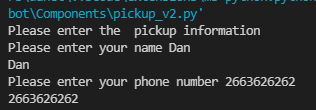 bot\Components\pickup_v2.py'
Please enter the  pickup information
Please enter your name Dan
Dan
Please enter your phone number 2663626262
2663626262